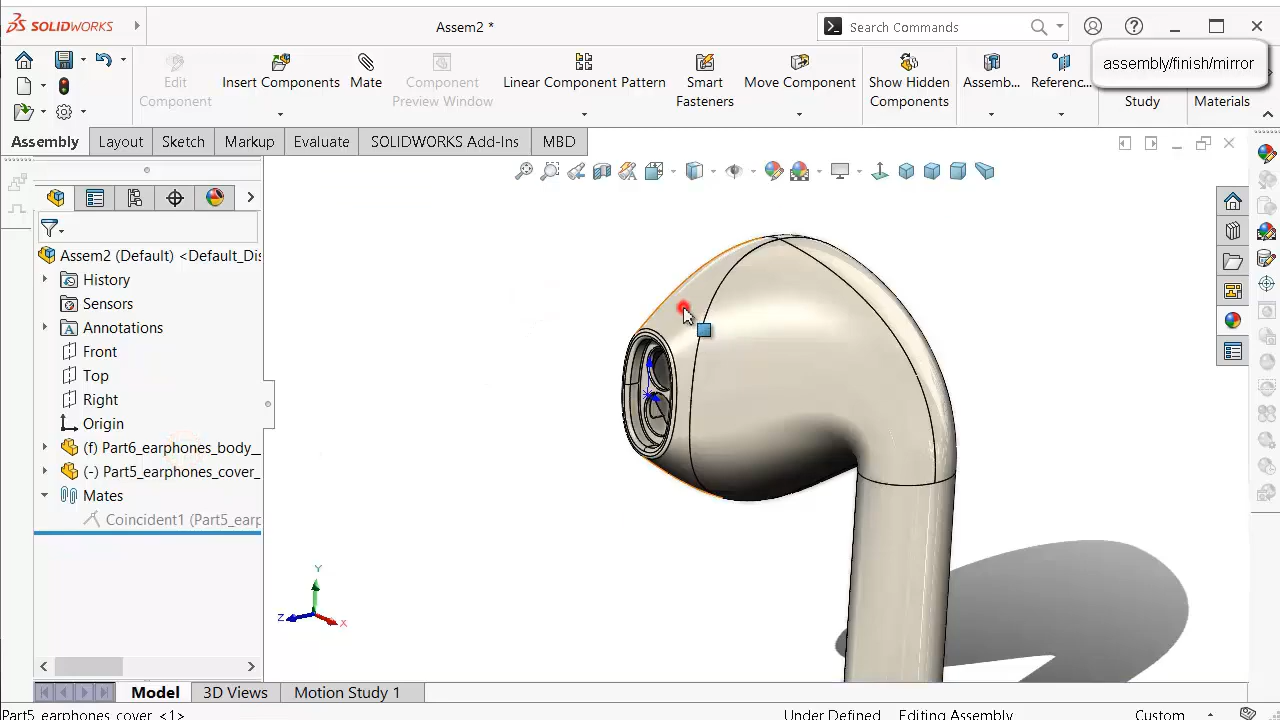 SOLIDWORKS
Assem2 *
Search Commands
assembly/finish/mirror
Edit Component
Insert Components
Mate
Component Preview Window
Linear Component Pattern
Smart Fasteners
Move Component
Show Hidden Components
Assemb...
Referenc...
Study
Materials
Assembly
Layout
Sketch
Markup
Evaluate
SOLIDWORKS Add-Ins
MBD
Assem2 (Default) <Default_Dis
History
Sensors
Annotations
Front
Top
Right
Origin
(f) Part6_earphones_body_
(-) Part5_earphones_cover_
Mates
Coincident1 (Part5_earp
Y
Z
X
Model
3D Views
Motion Study 1
Part5_earphones_cover <1>
Under Defined
Editing Assembly
Custom